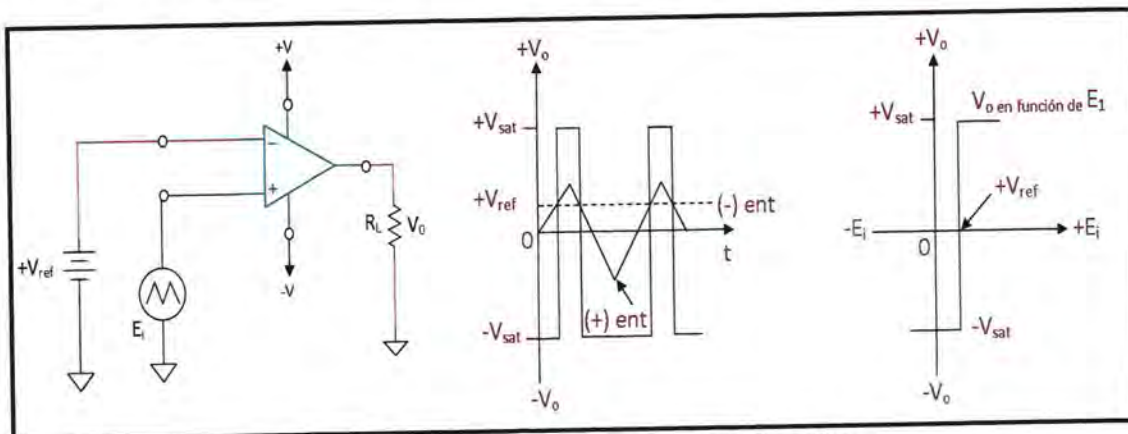 +V
−
+
-V
+V_ref
E_i
R_L
V_0
+V_o
+V_sat
+V_ref
0
-V_sat
-V_o
(-) ent
t
(+) ent
+V_o
+V_sat
V_o en función de E_1
+V_ref
-E_i
0
+E_i
-V_sat
-V_o